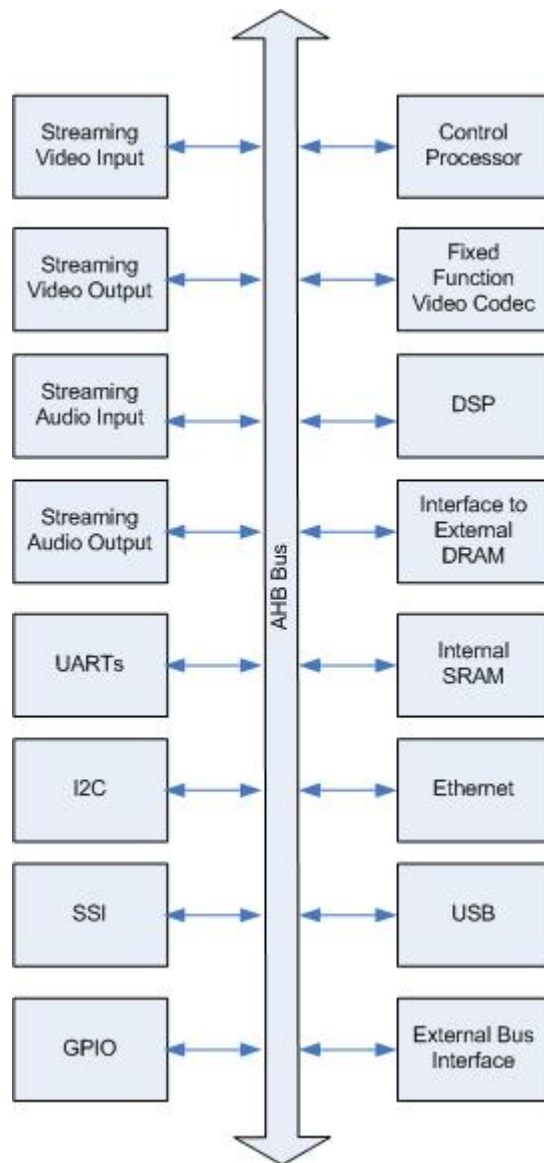 Streaming
Video Input
Control
Processor
Streaming
Video Output
Fixed
Function
Video Codec
Streaming
Audio Input
DSP
Streaming
Audio Output
Interface to
External
DRAM
AHB Bus
UARTs
Internal
SRAM
I2C
Ethernet
SSI
USB
GPIO
External Bus
Interface